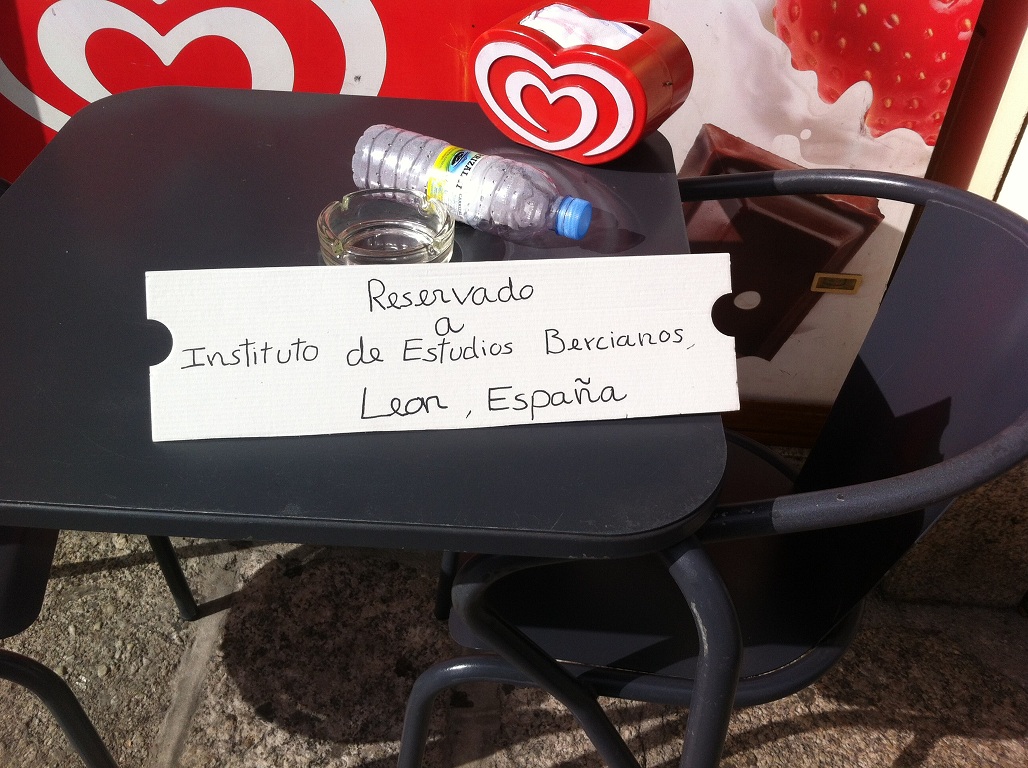 Reservado
a
Instituto de Estudios Bercianos,
Leon, España